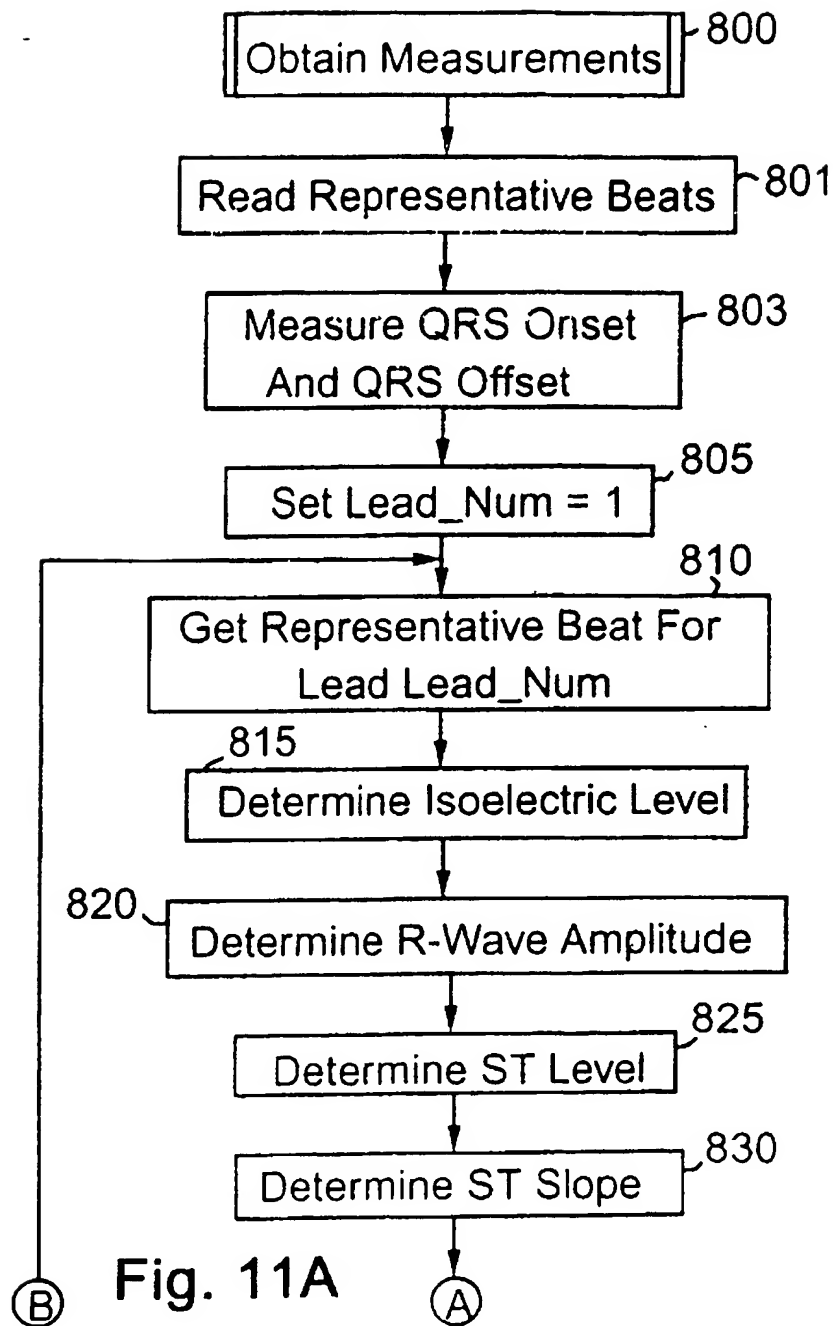 800
Obtain Measurements
801
Read Representative Beats
803
Measure QRS Onset
And QRS Offset
805
Set Lead_Num = 1
810
Get Representative Beat For
Lead Lead_Num
815
Determine Isoelectric Level
820
Determine R-Wave Amplitude
825
Determine ST Level
830
Determine ST Slope
B
Fig. 11A
A